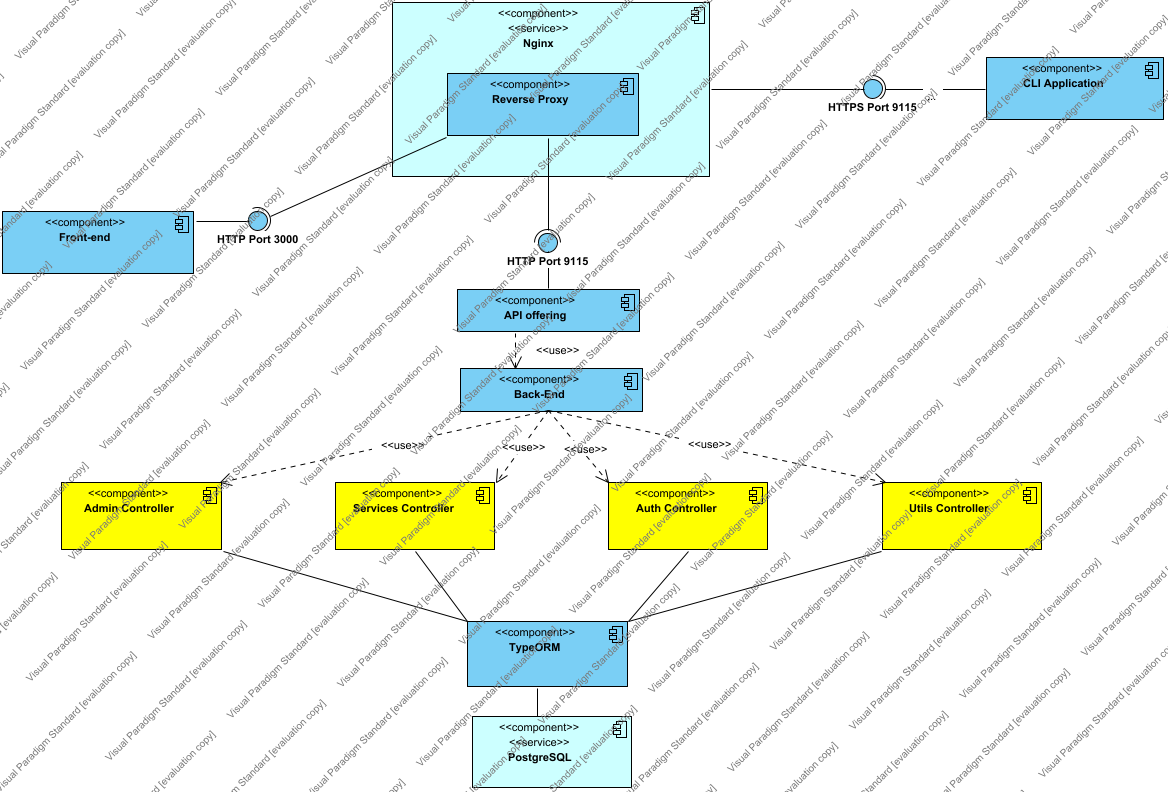 <<component>>
<<service>>
Nginx
<<component>>
Reverse Proxy
<<component>>
CLI Application
HTTPS Port 9115
<<component>>
Front-end
HTTP Port 3000
HTTP Port 9115
<<component>>
API offering
<<use>>
<<component>>
Back-End
<<use>>
<<use>>
<<use>>
<<use>>
<<component>>
Admin Controller
<<component>>
Services Controller
<<component>>
Auth Controller
<<component>>
Utils Controller
<<component>>
TypeORM
<<component>>
<<service>>
PostgreSQL
Visual Paradigm Standard [evaluation copy]